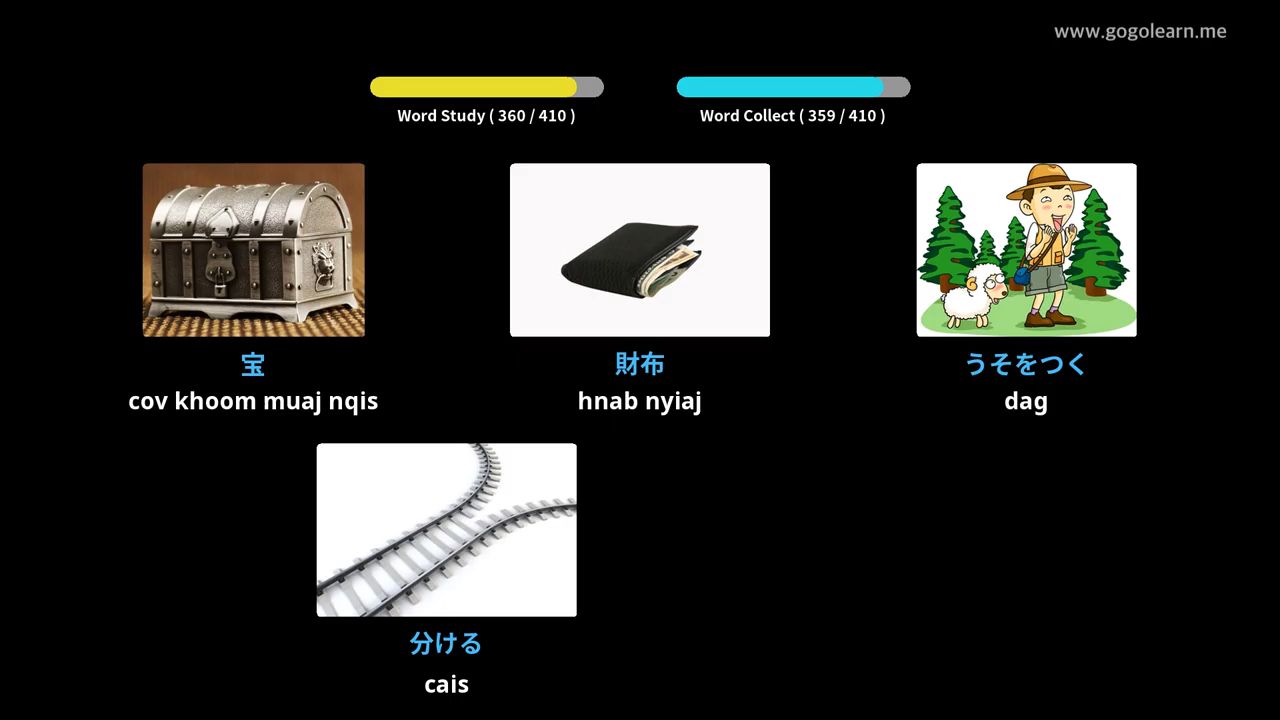 www.gogolearn.me
Word Study ( 360 / 410 )
Word Collect ( 359 / 410 )
宝
cov khoom muaj nqis
財布
hnab nyiaj
うそをつく
dag
分ける
cais